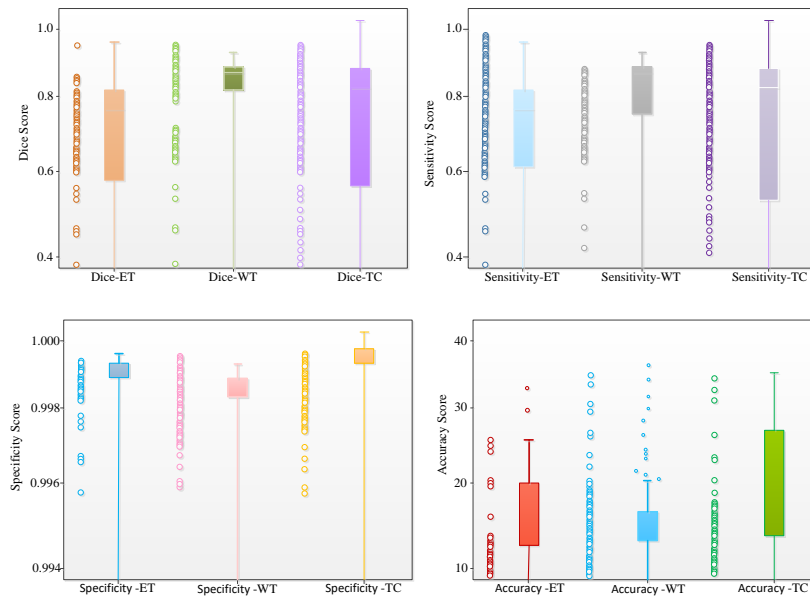 1.0
0.8
0.6
0.4
Dice Score
Dice-ET
Dice-WT
Dice-TC
1.0
0.8
0.6
0.4
Sensitivity Score
Sensitivity-ET
Sensitivity-WT
Sensitivity-TC
1.000
0.998
0.996
0.994
Specificity Score
Specificity -ET
Specificity -WT
Specificity -TC
40
30
20
10
Accuracy Score
Accuracy -ET
Accuracy -WT
Accuracy -TC